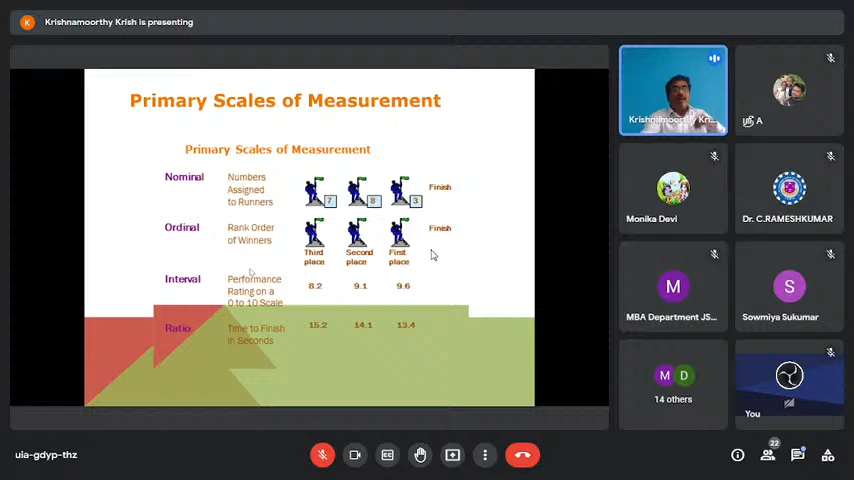 K Krishnamoorthy Krish is presenting
Primary Scales of Measurement
Primary Scales of Measurement
Nominal
Numbers
Assigned
to Runners
7 8 3
Finish
Ordinal
Rank Order
of Winners
Finish
Third
place
Second
place
First
place
Interval
Performance
Rating on a
0 to 10 Scale
8.2 9.1 9.6
Ratio
Time to Finish
in Seconds
15.2 14.1 13.4
Krishnamoorthy Kri...
ஸ்ரீ A
Monika Devi
Dr. C.RAMESHKUMAR
M
MBA Department JS...
S
Sowmiya Sukumar
M D
14 others
You
uia-gdyp-thz
CC
22